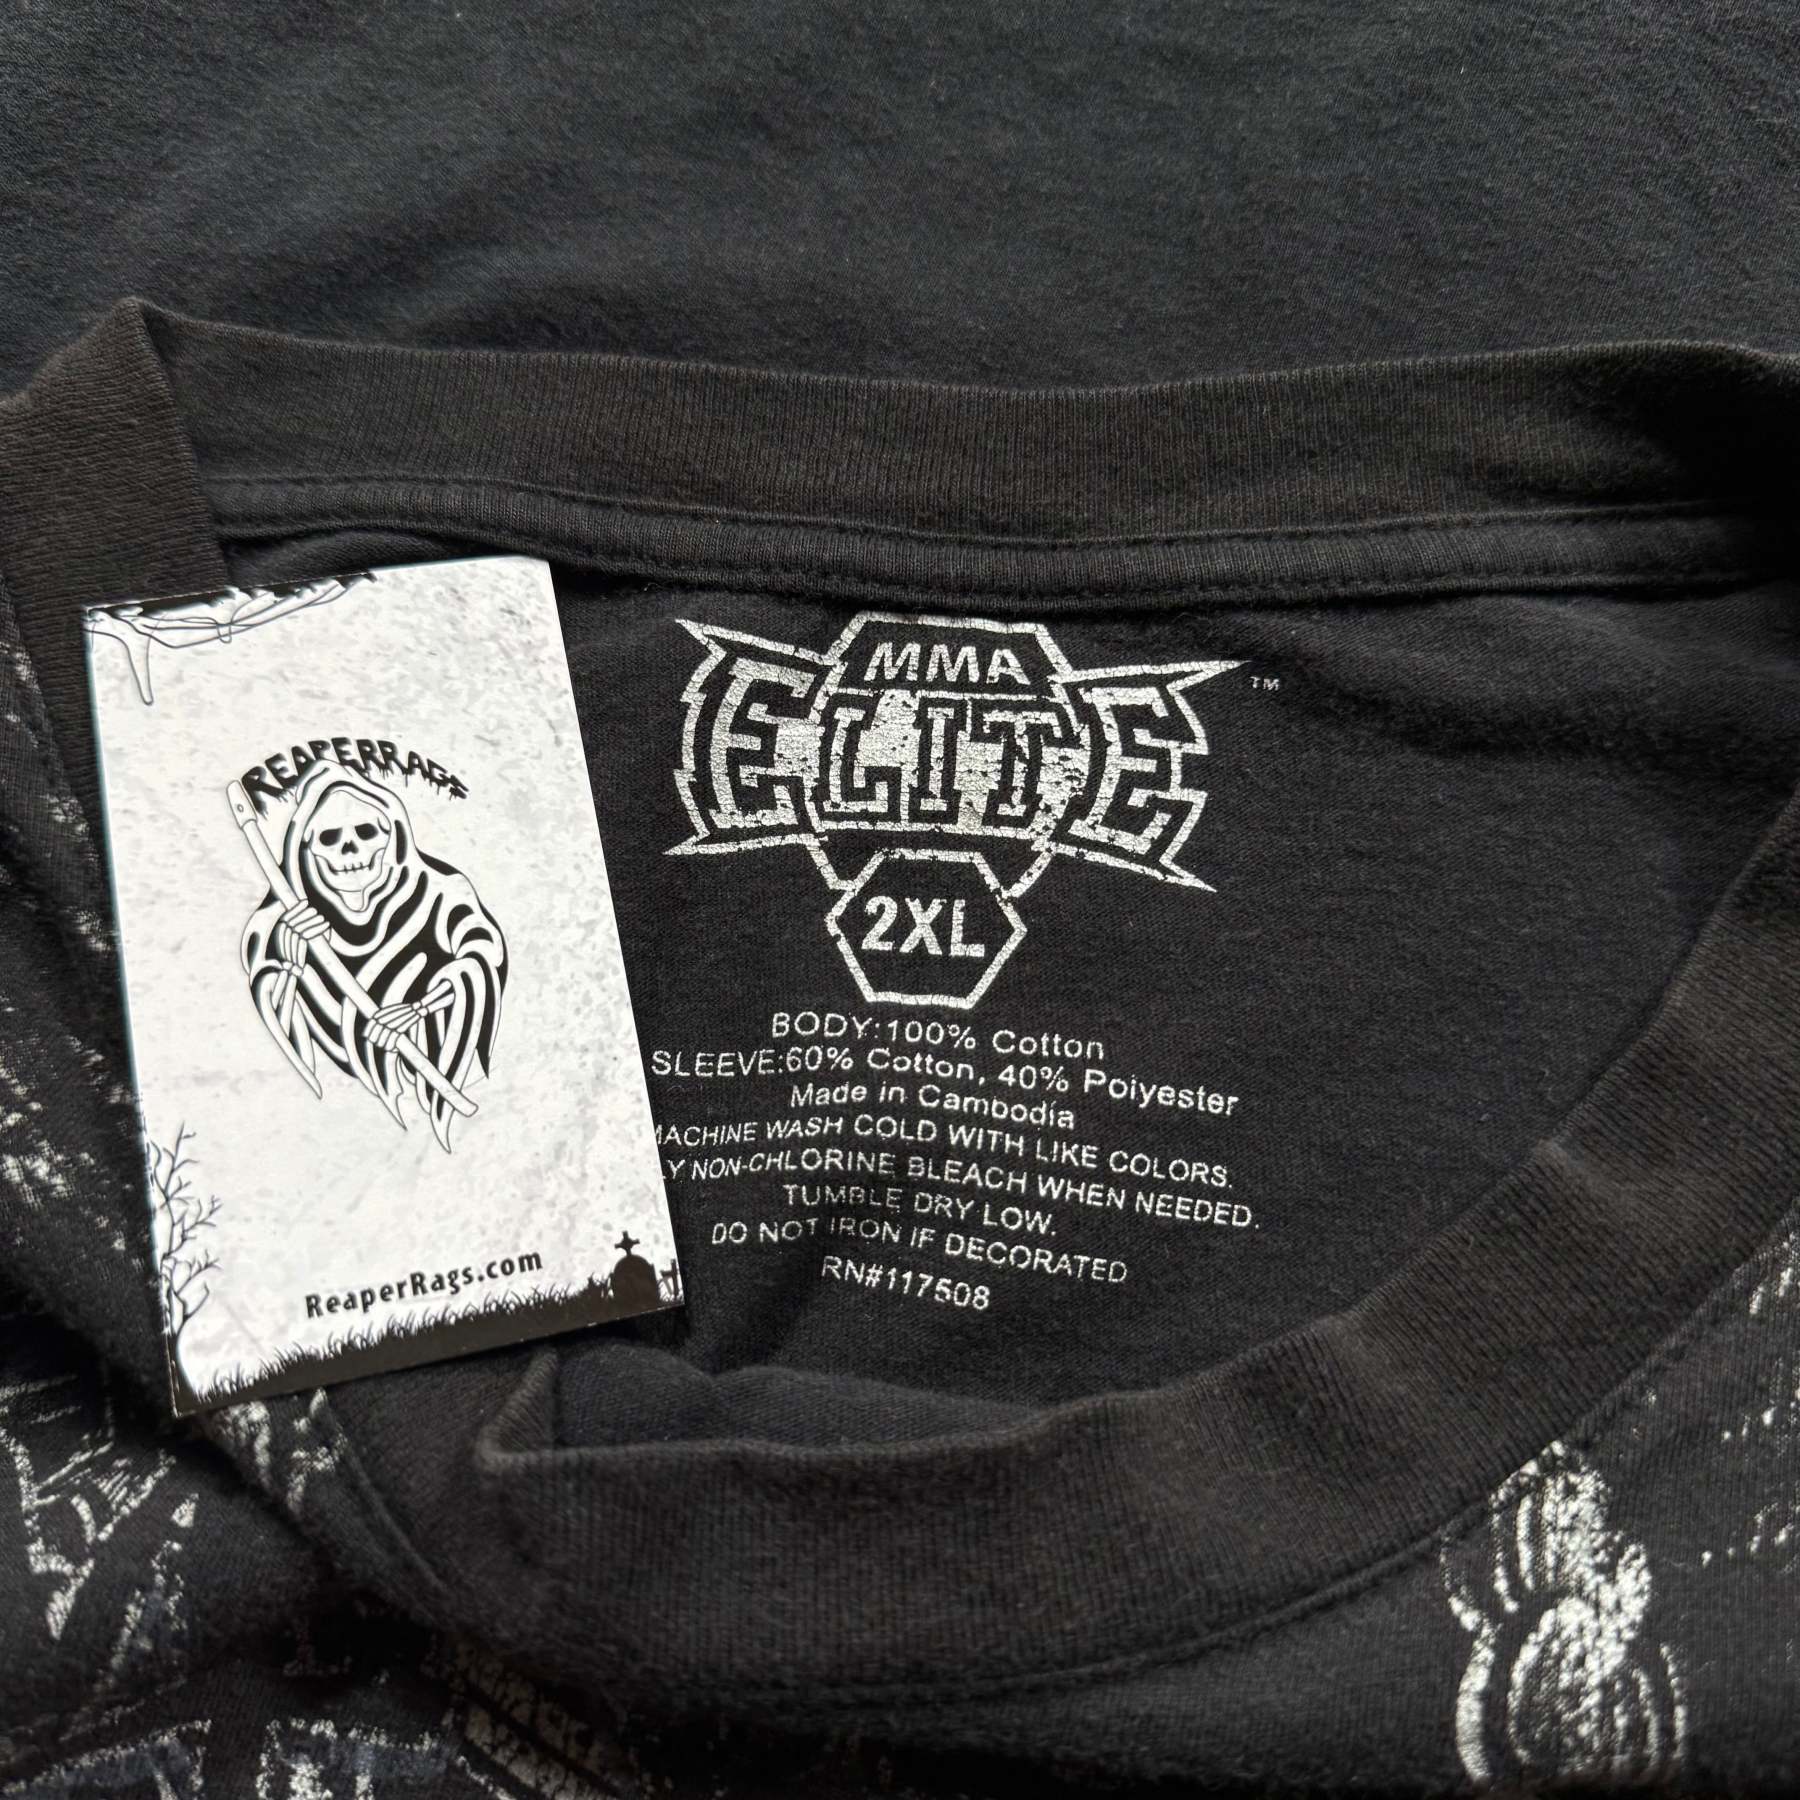 REAPERRAGS
ReaperRags.com
MMA
ELITE
™
2XL
BODY:100% Cotton
SLEEVE:60% Cotton, 40% Polyester
Made in Cambodia
MACHINE WASH COLD WITH LIKE COLORS.
LY NON-CHLORINE BLEACH WHEN NEEDED.
TUMBLE DRY LOW.
DO NOT IRON IF DECORATED
RN#117508